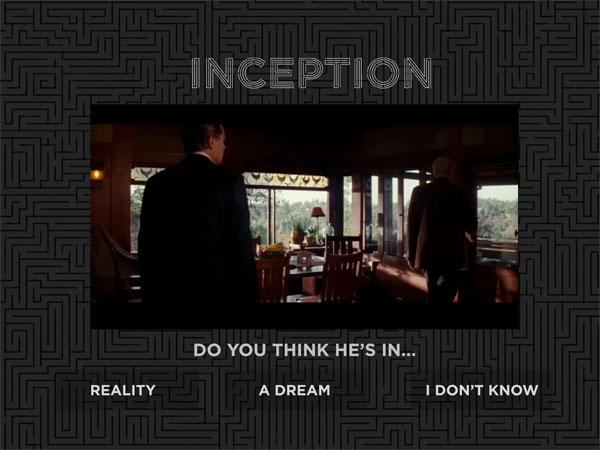 INCEPTION
DO YOU THINK HE'S IN...
REALITY
A DREAM
I DON'T KNOW